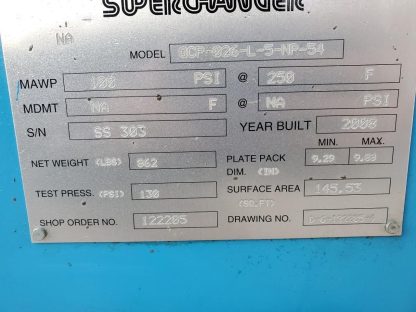 SUPERCHANGER
NA
MODEL GCP-026-L-5-NP-54
MAWP 100 PSI @ 250 F
MDMT NA F @ NA PSI
S/N SS 303 YEAR BUILT 2008
MIN. MAX.
NET WEIGHT (LBS) 862 PLATE PACK 9.29 9.83
DIM. (IN)
TEST PRESS. (PSI) 130 SURFACE AREA 145.53
(SQ.FT)
SHOP ORDER NO. 122205 DRAWING NO.